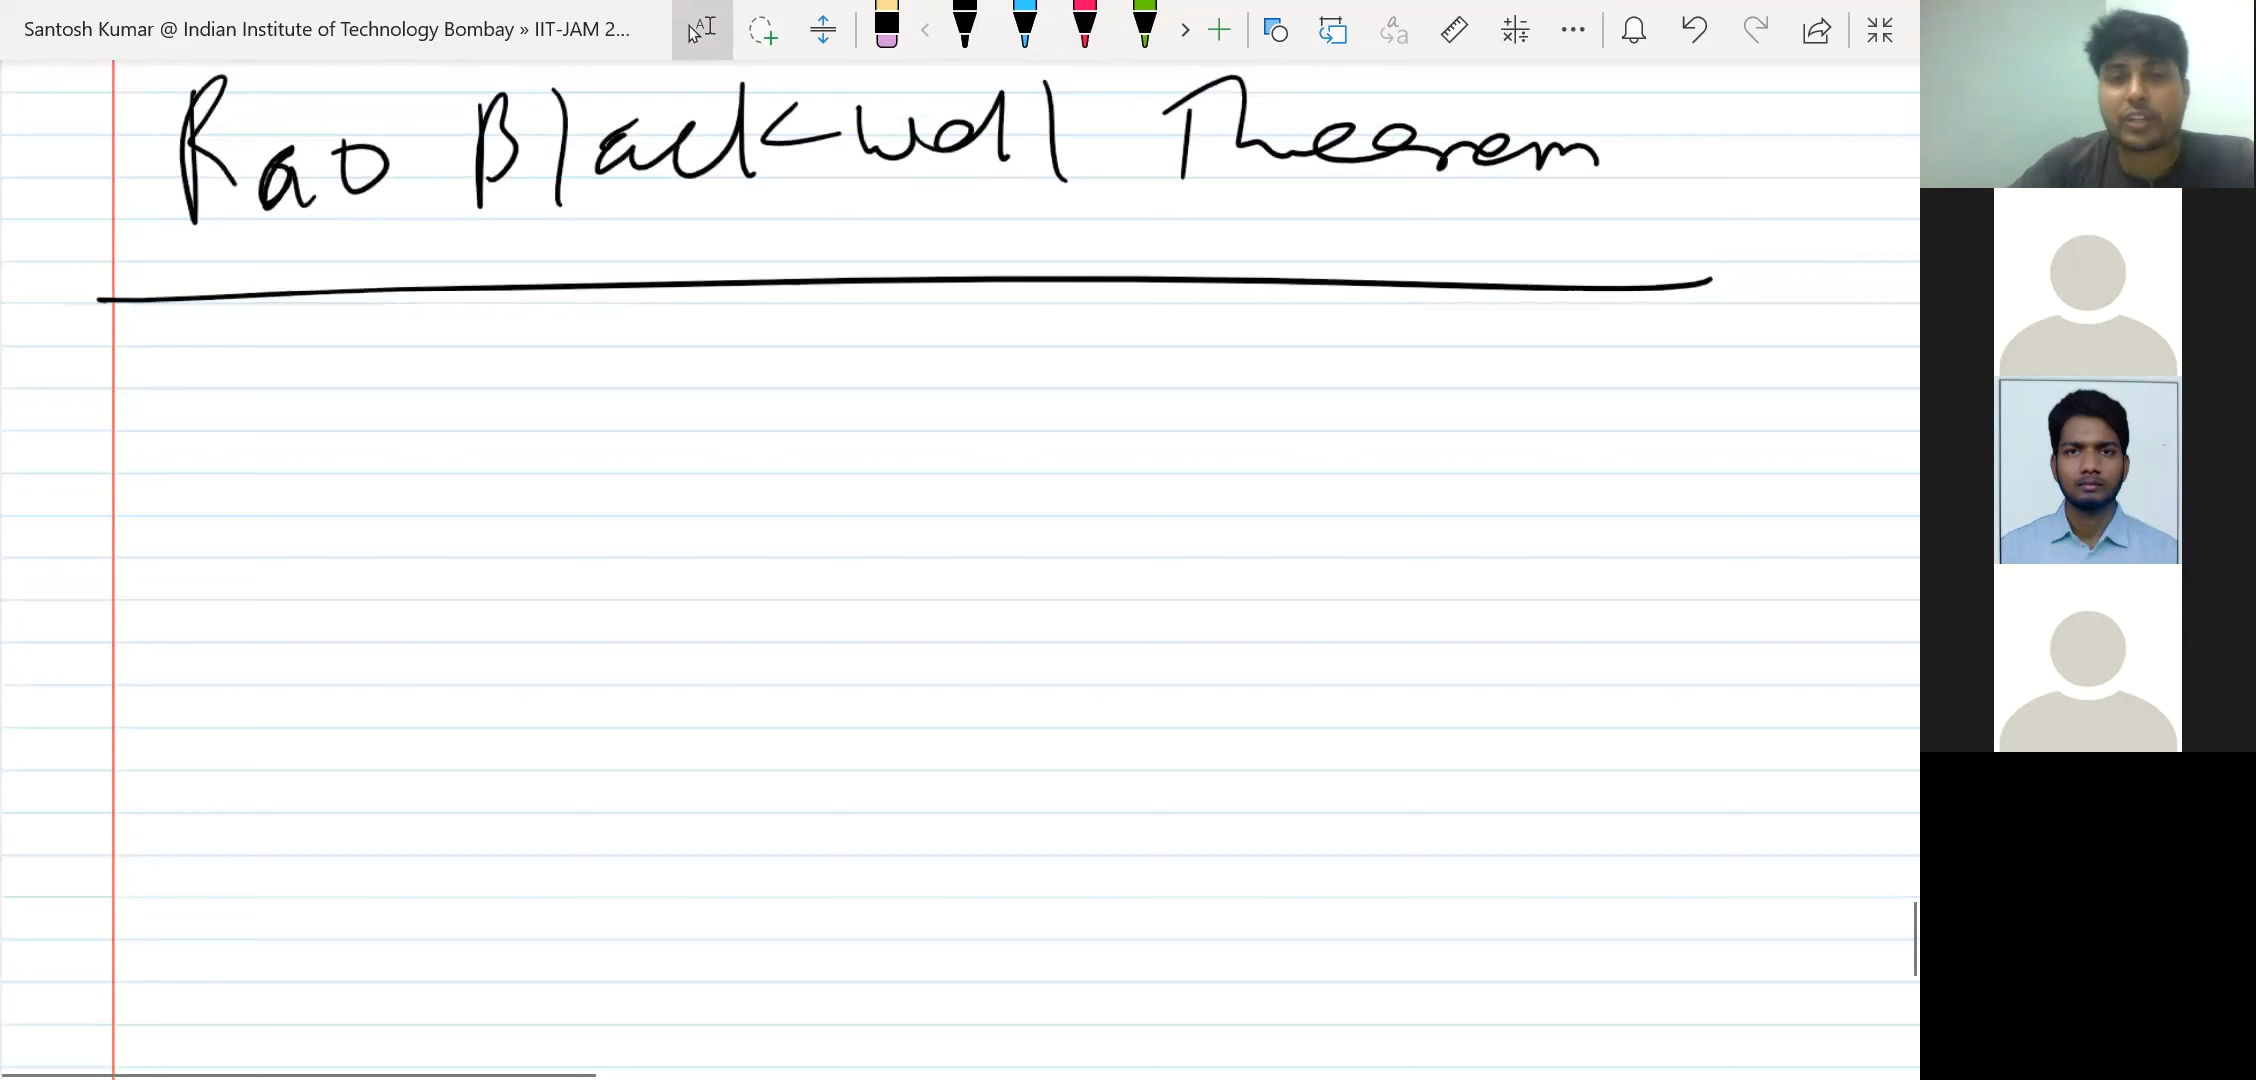 Santosh Kumar @ Indian Institute of Technology Bombay » IIT-JAM 2...
Rao Blackwell Theorem